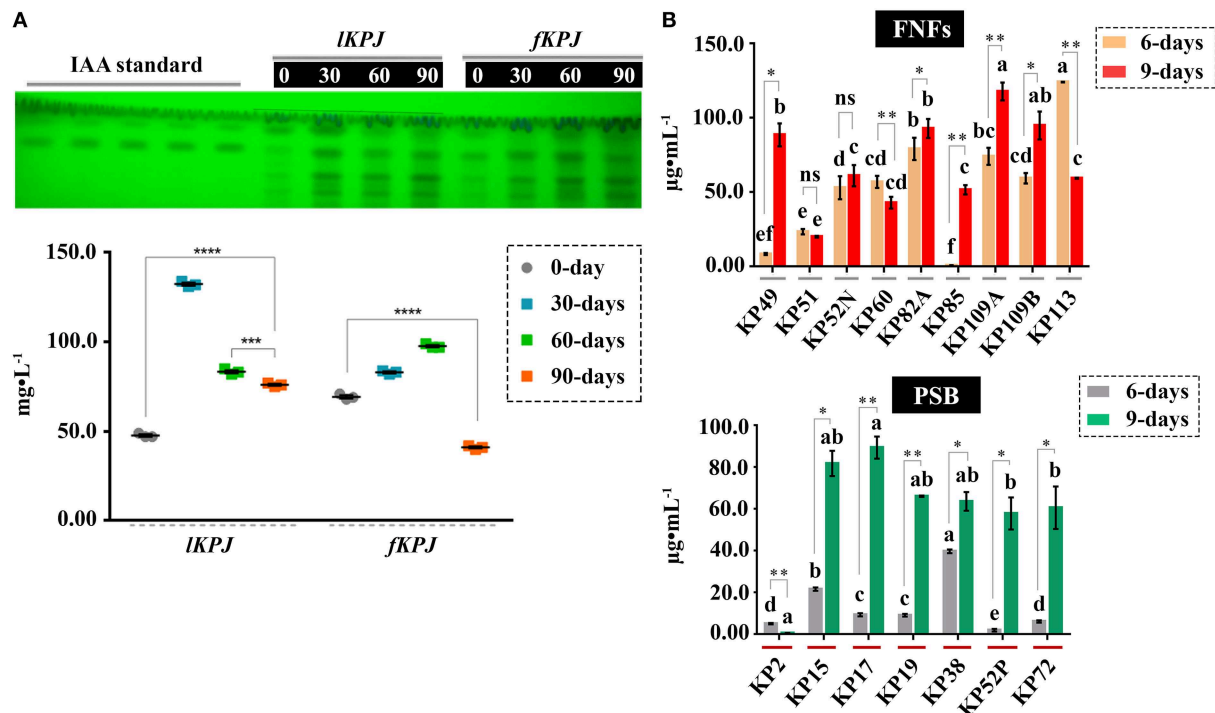 A
IAA standard
lKPJ
fKPJ
0 30 60 90 0 30 60 90
150.0
100.0
50.0
0.00
mg•L⁻¹
****
***
****
0-day
30-days
60-days
90-days
lKPJ
fKPJ
B
FNFs
6-days
9-days
150.0
100.0
50.0
0.00
µg•mL⁻¹
* ns ns ** * ** ** * **
ef b e e d c cd cd b b f c bc a cd ab a c
KP49 KP51 KP52N KP60 KP82A KP85 KP109A KP109B KP113
PSB
6-days
9-days
100.0
80.0
60.0
40.0
20.0
0.00
µg•mL⁻¹
** * ** ** * * *
d a b ab c a c ab a ab e b d b
KP2 KP15 KP17 KP19 KP38 KP52P KP72